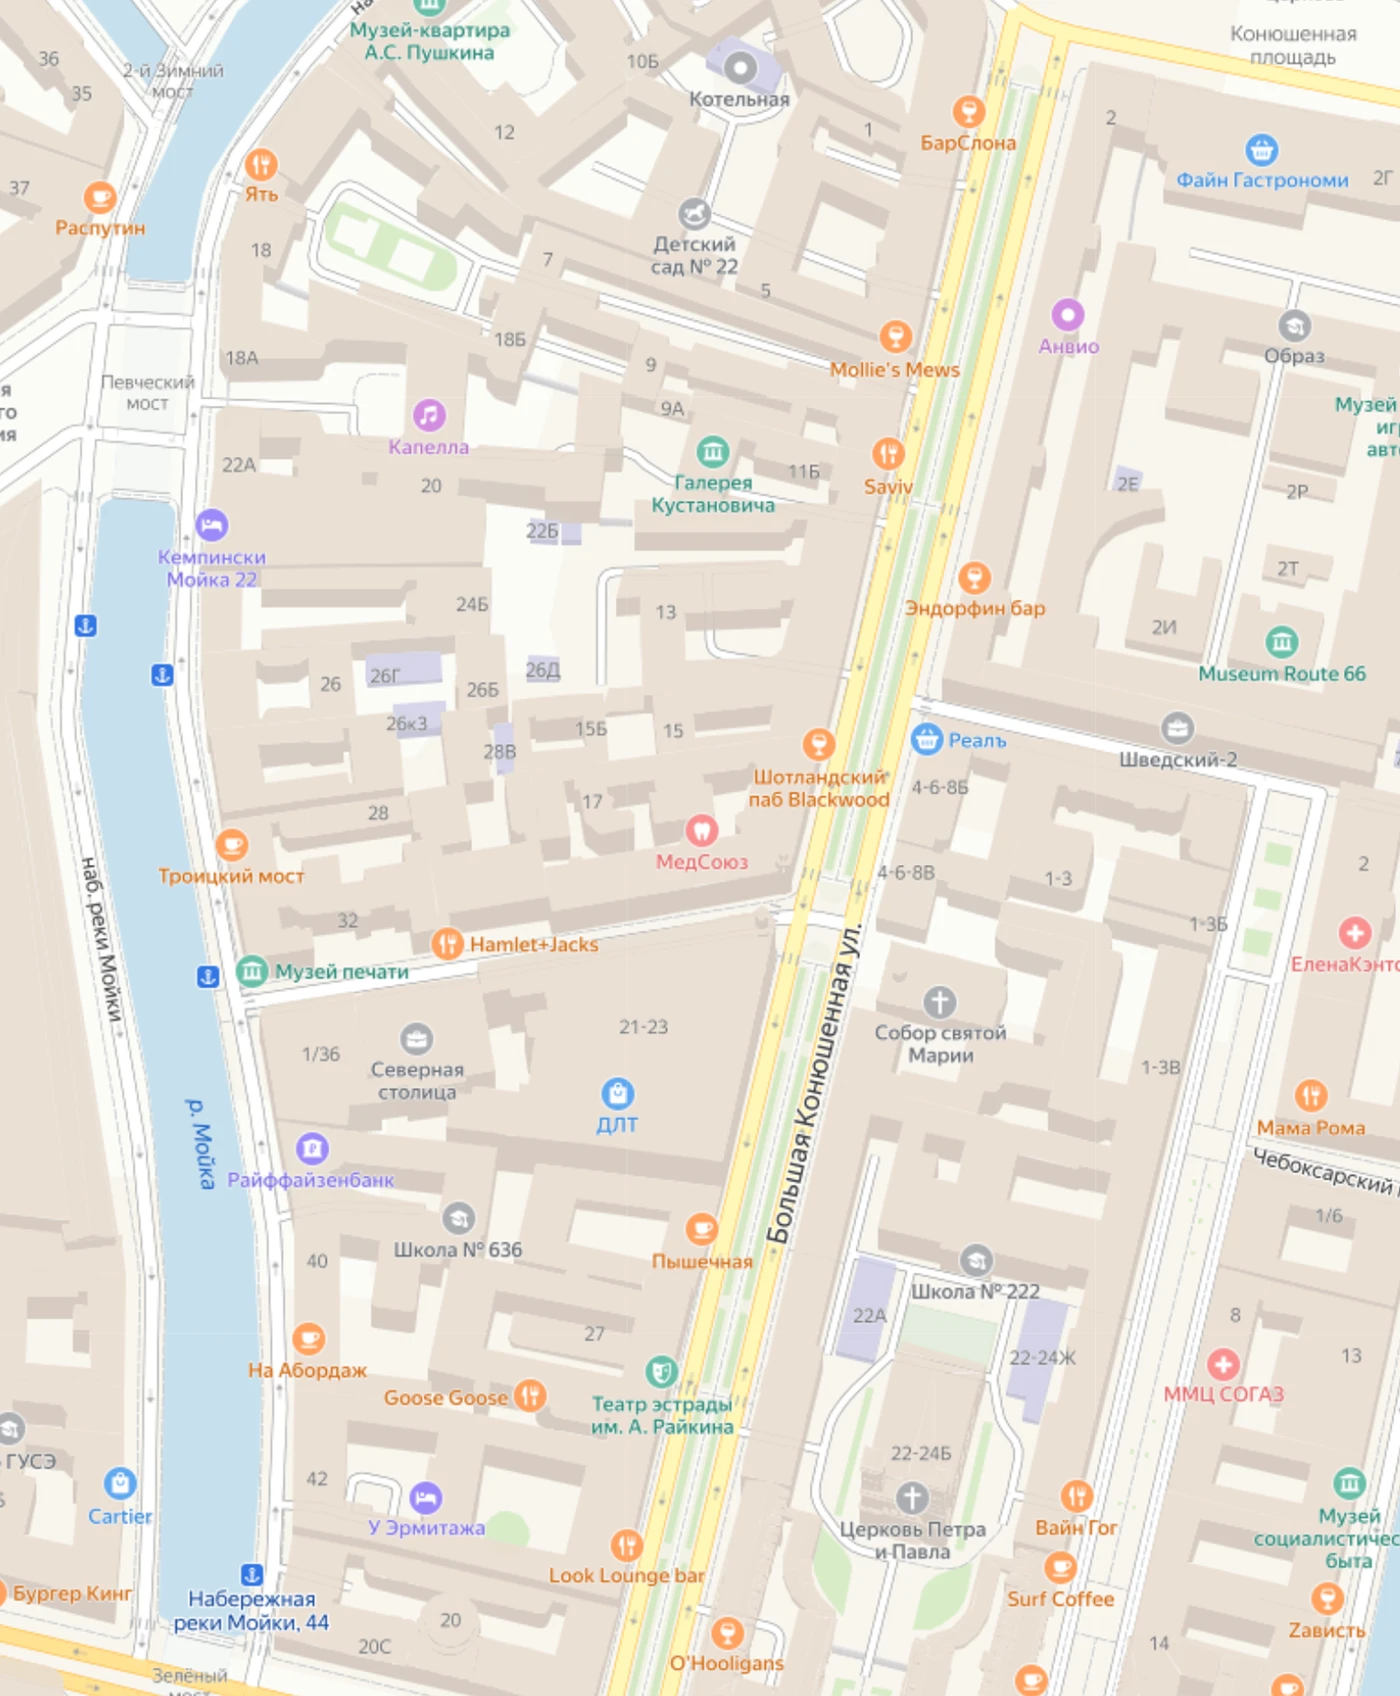 Музей-квартира
А.С. Пушкина
Конюшенная
площадь
36
10Б
2-й Зимний
мост
35
Котельная
2
12
1
БарСлона
Файн Гастрономи
2Г
37
Ять
Распутин
18
Детский
сад № 22
7
5
18Б
Анвио
Образ
18А
9
Mollie's Mews
Певческий
мост
9А
Музей
Капелла
22А
20
Галерея
Кустановича
11Б
Saviv
2Е
2Р
22Б
Кемпински
Мойка 22
2Т
24Б
13
Эндорфин бар
2И
26
26Г
26Б
26Д
Museum Route 66
26к3
28В
15Б
15
Реалъ
Шведский-2
Шотландский
паб Blackwood
4-6-8Б
28
17
МедСоюз
Троицкий мост
4-6-8В
1-3
2
32
1-3Б
Hamlet+Jacks
ЕленаКэнто
наб. реки Мойки
Музей печати
21-23
Собор святой
Марии
1/36
Северная
столица
1-3В
ДЛТ
Мама Рома
р. Мойка
Большая Конюшенная ул.
Райффайзенбанк
Чебоксарский
Школа № 636
1/6
40
Пышечная
Школа № 222
22А
8
27
22-24Ж
13
На Абордаж
Goose Goose
Театр эстрады
им. А. Райкина
ММЦ СОГАЗ
22-24Б
ГУСЭ
42
Cartier
У Эрмитажа
Церковь Петра
и Павла
Вайн Гог
Музей
социалистичес
быта
Look Lounge bar
Surf Coffee
Бургер Кинг
Набережная
реки Мойки, 44
20
Зависть
20С
14
O'Hooligans
Зелёный
мост